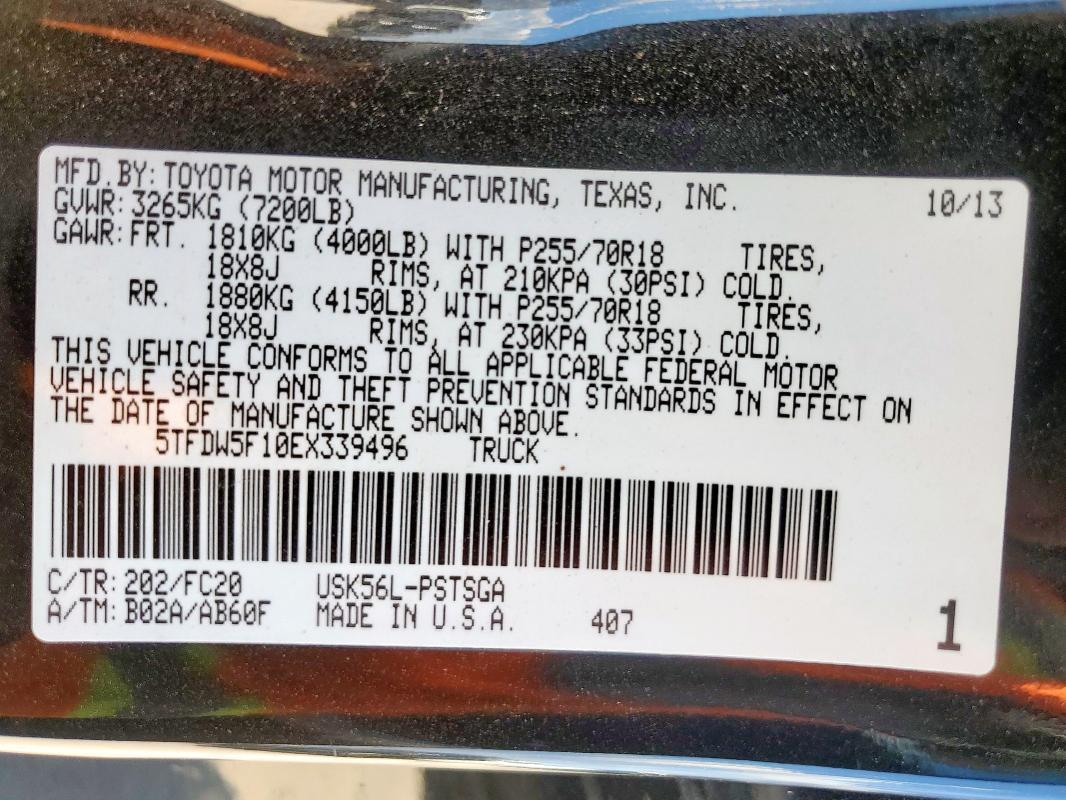 MFD.BY: TOYOTA MOTOR MANUFACTURING, TEXAS, INC. 10/13
GVWR: 3265KG (7200LB)
GAWR: FRT. 1810KG (4000LB) WITH P255/70R18 TIRES,
18X8J RIMS, AT 210KPA (30PSI) COLD.
RR. 1880KG (4150LB) WITH P255/70R18 TIRES,
18X8J RIMS, AT 230KPA (33PSI) COLD.
THIS VEHICLE CONFORMS TO ALL APPLICABLE FEDERAL MOTOR
VEHICLE SAFETY AND THEFT PREVENTION STANDARDS IN EFFECT ON
THE DATE OF MANUFACTURE SHOWN ABOVE.
5TFDW5F10EX339496 TRUCK
C/TR: 202/FC20 USK56L-PSTSGA
A/TM: B02A/AB60F MADE IN U.S.A. 407 1